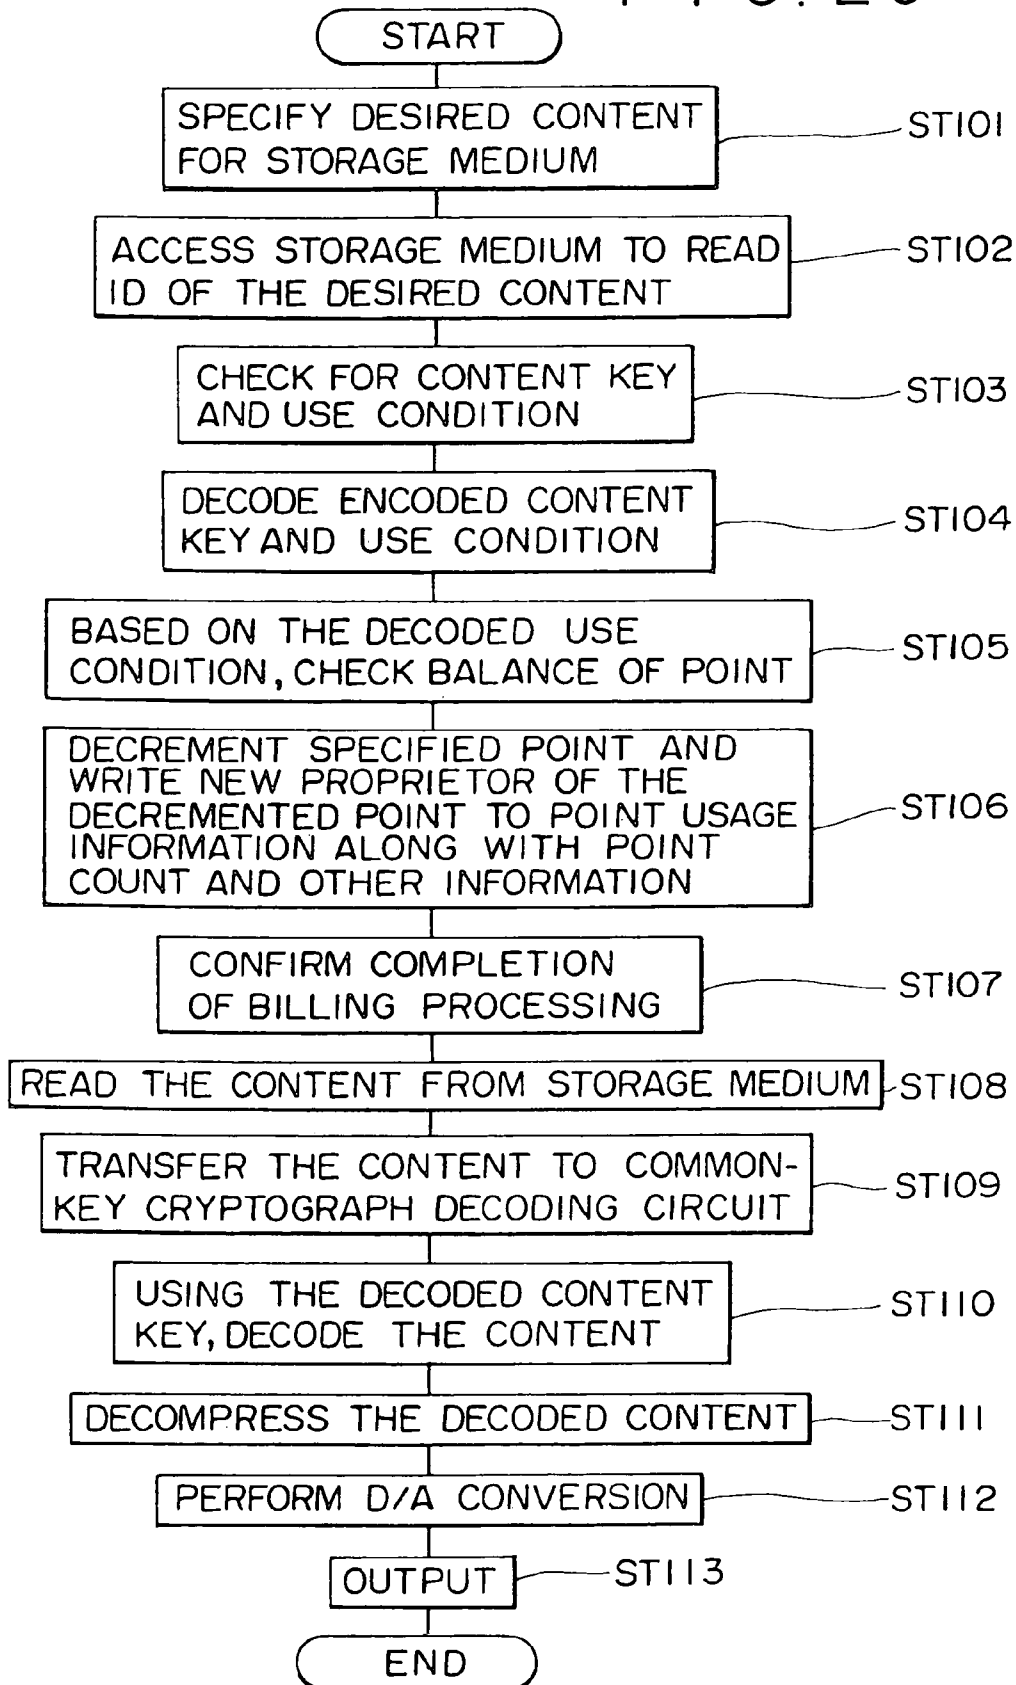 START
SPECIFY DESIRED CONTENT
FOR STORAGE MEDIUM
ST101
ACCESS STORAGE MEDIUM TO READ
ID OF THE DESIRED CONTENT
ST102
CHECK FOR CONTENT KEY
AND USE CONDITION
ST103
DECODE ENCODED CONTENT
KEY AND USE CONDITION
ST104
BASED ON THE DECODED USE
CONDITION, CHECK BALANCE OF POINT
ST105
DECREMENT SPECIFIED POINT AND
WRITE NEW PROPRIETOR OF THE
DECREMENTED POINT TO POINT USAGE
INFORMATION ALONG WITH POINT
COUNT AND OTHER INFORMATION
ST106
CONFIRM COMPLETION
OF BILLING PROCESSING
ST107
READ THE CONTENT FROM STORAGE MEDIUM
ST108
TRANSFER THE CONTENT TO COMMON-
KEY CRYPTOGRAPH DECODING CIRCUIT
ST109
USING THE DECODED CONTENT
KEY, DECODE THE CONTENT
ST110
DECOMPRESS THE DECODED CONTENT
ST111
PERFORM D/A CONVERSION
ST112
OUTPUT
ST113
END